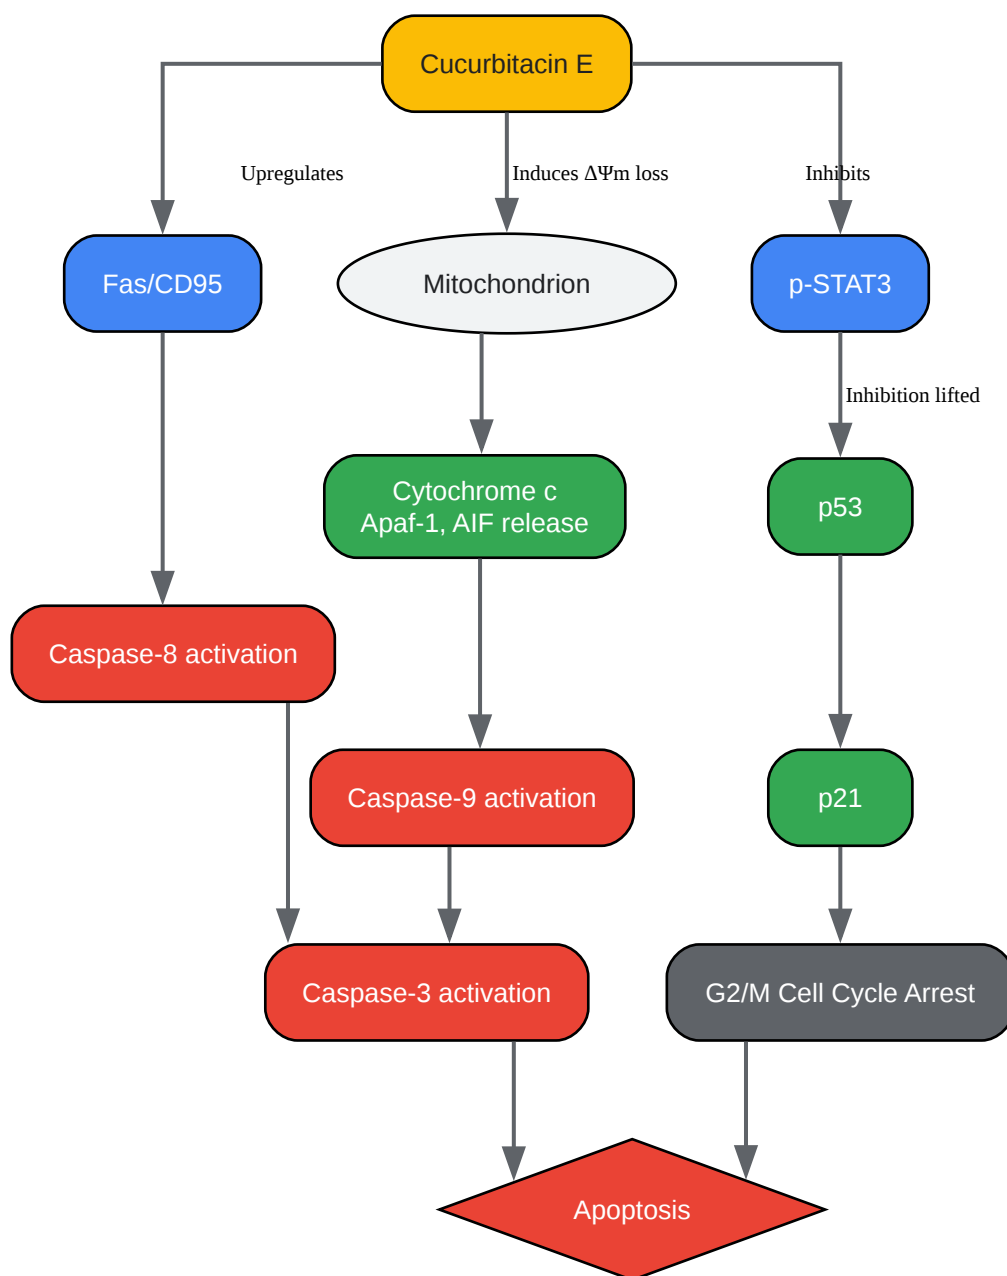 Cucurbitacin E
Upregulates
Induces ΔΨm loss
Inhibits
Fas/CD95
Mitochondrion
p-STAT3
Inhibition lifted
Cytochrome c
Apaf-1, AIF release
p53
Caspase-8 activation
Caspase-9 activation
p21
Caspase-3 activation
G2/M Cell Cycle Arrest
Apoptosis